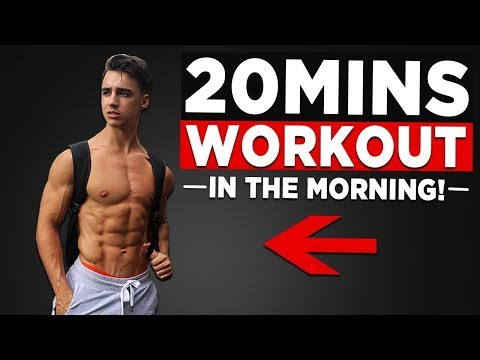 20MINS
WORKOUT
—IN THE MORNING!—